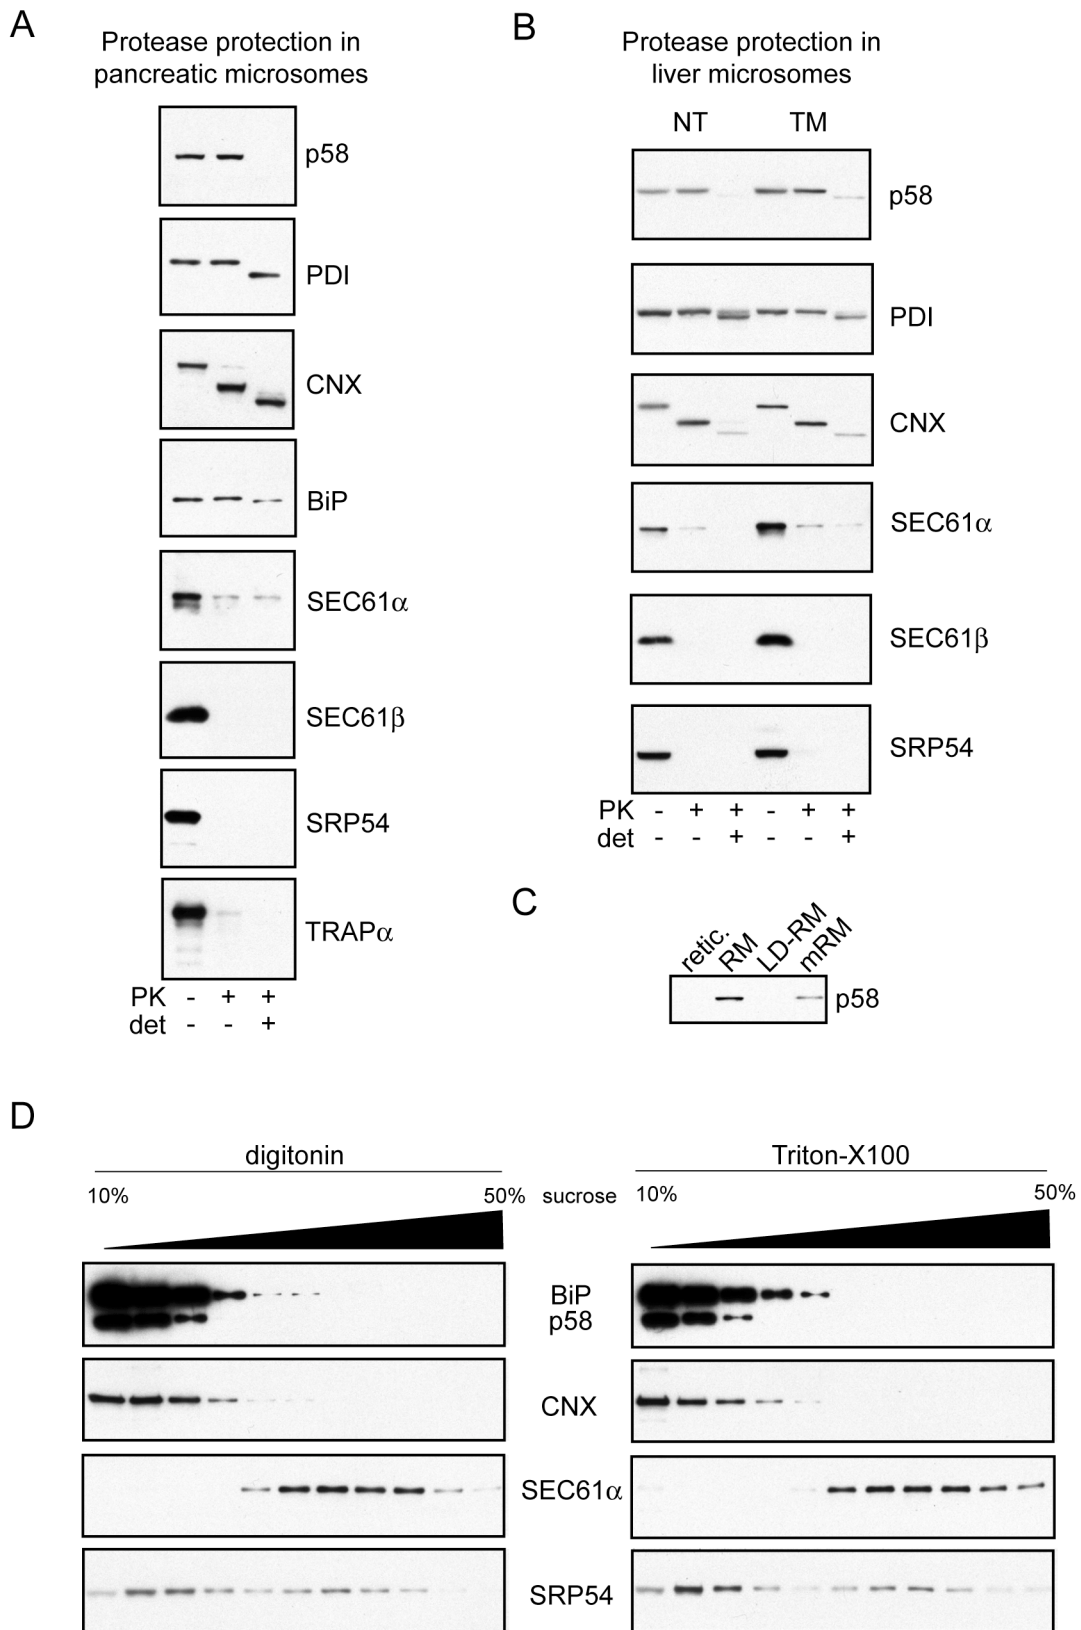 A
Protease protection in
pancreatic microsomes
p58
PDI
CNX
BiP
SEC61α
SEC61β
SRP54
TRAPα
PK - + +
det - - +
B
Protease protection in
liver microsomes
NT TM
p58
PDI
CNX
SEC61α
SEC61β
SRP54
PK - + + - + +
det - - + - - +
C
retic. RM LD-RM mRM
p58
D
digitonin Triton-X100
10% 50% sucrose 10% 50%
BiP
p58
CNX
SEC61α
SRP54